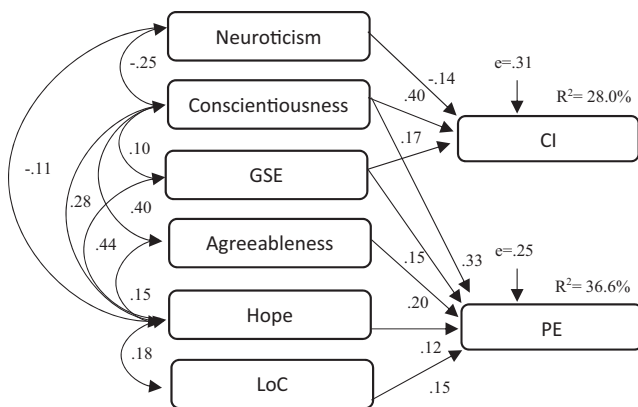 Neuroticism
-.25
Conscientiousness
.10
GSE
-.11
.28
.40
.44
Agreeableness
.15
Hope
.18
LoC
-.14
.40
.17
e=.31
R²= 28.0%
CI
.15
.33
.20
.12
.15
e=.25
R²= 36.6%
PE